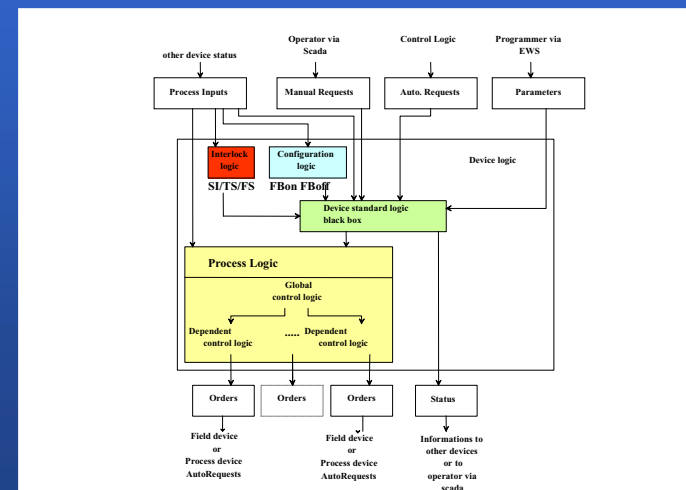 other device status
Operator via
Scada
Control Logic
Programmer via
EWS
Process Inputs
Manual Requests
Auto. Requests
Parameters
Interlock
logic
Configuration
logic
Device logic
SI/TS/FS
FBon FBoff
Device standard logic
black box
Process Logic
Global
control logic
Dependent
control logic
.....
Dependent
control logic
Orders
Orders
Orders
Status
Field device
or
Process device
AutoRequests
Field device
or
Process device
AutoRequests
Informations to
other devices
or to
operator via
scada